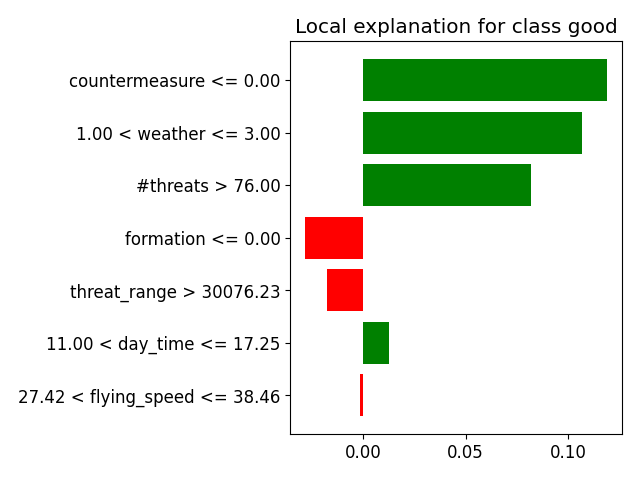 Local explanation for class good
countermeasure <= 0.00
1.00 < weather <= 3.00
#threats > 76.00
formation <= 0.00
threat_range > 30076.23
11.00 < day_time <= 17.25
27.42 < flying_speed <= 38.46
0.00 0.05 0.10